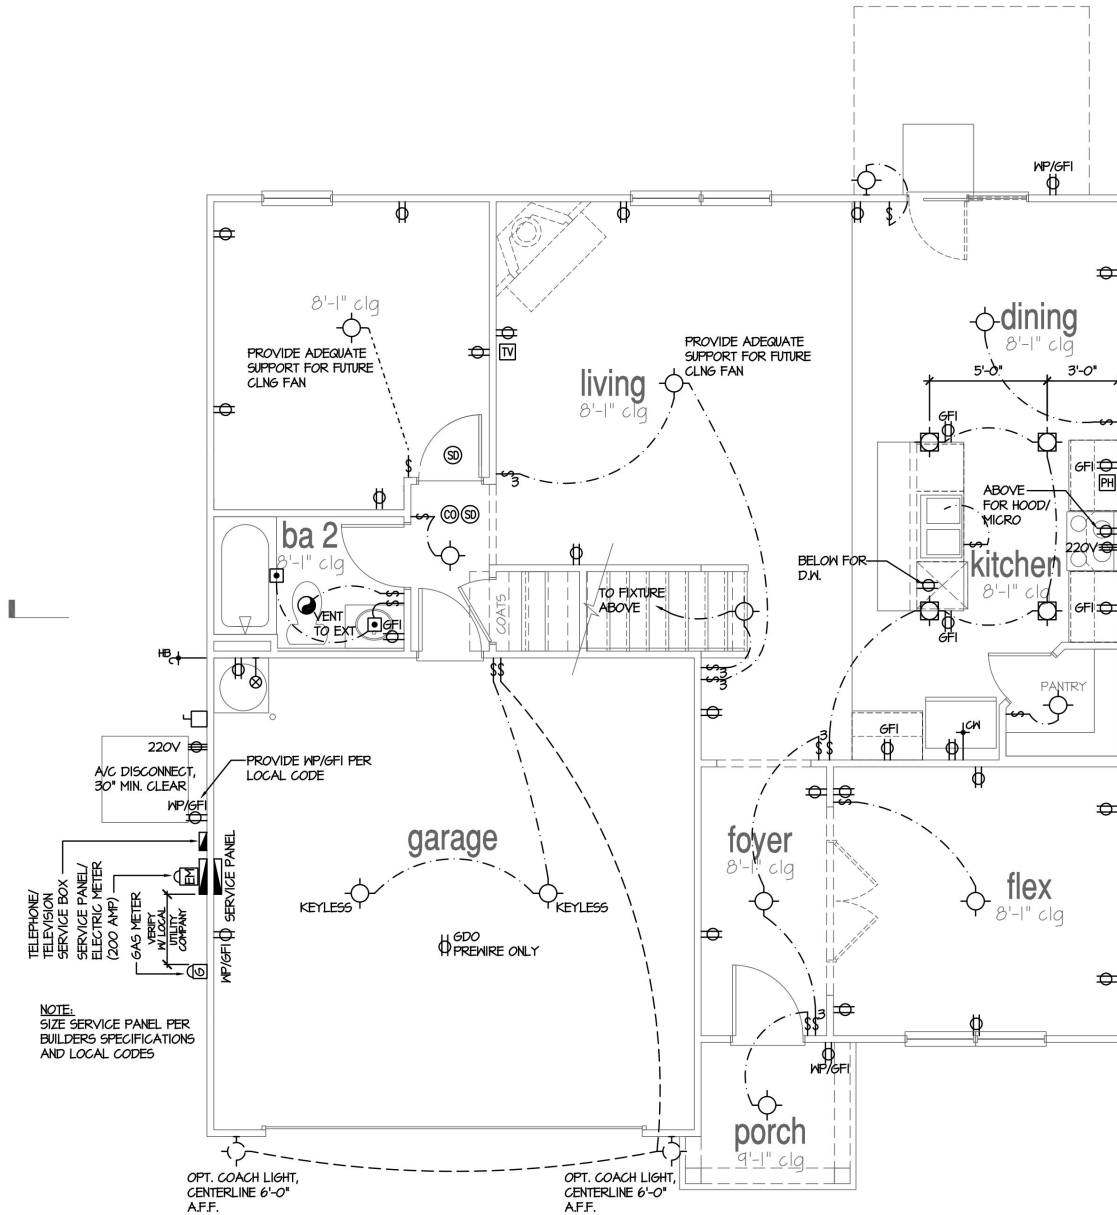 WP/GFI
8'-1" clg
PROVIDE ADEQUATE
SUPPORT FOR FUTURE
CLNG FAN
TV
living
8'-1" clg
PROVIDE ADEQUATE
SUPPORT FOR FUTURE
CLNG FAN
dining
8'-1" clg
5'-0"
3'-0"
GFI
S
S
S
SD
S
3
GFI
PH
ABOVE
FOR HOOD/
MICRO
S
220V
CO
SD
S
ba 2
8'-1" clg
VENT
TO EXT
S
S
GFI
COATS
TO FIXTURE
ABOVE
BELOW FOR
D.W.
kitchen
8'-1" clg
GFI
GFI
HB
S S
S 3
S 3
PANTRY
S
GFI
CW
3
S S
220V
A/C DISCONNECT,
30" MIN. CLEAR
WP/GFI
PROVIDE WP/GFI PER
LOCAL CODE
S
garage
foyer
8'-1" clg
flex
8'-1" clg
TELEPHONE/
TELEVISION
SERVICE BOX
SERVICE PANEL/
ELECTRIC METER
(200 AMP)
GAS METER
VERIFY
W/ LOCAL
UTILITY
COMPANY
EM
G
SERVICE PANEL
WP/GFI
KEYLESS
KEYLESS
GDO
PREWIRE ONLY
NOTE:
SIZE SERVICE PANEL PER
BUILDERS SPECIFICATIONS
AND LOCAL CODES
S
S S 3
WP/GFI
porch
9'-1" clg
OPT. COACH LIGHT,
CENTERLINE 6'-0"
A.F.F.
OPT. COACH LIGHT,
CENTERLINE 6'-0"
A.F.F.